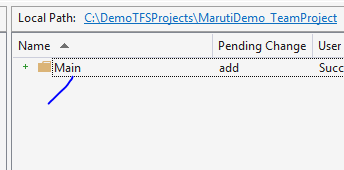 Local Path: C:\DemoTFSProjects\MarutiDemo_TeamProject
Name Pending Change User
Main add Succ